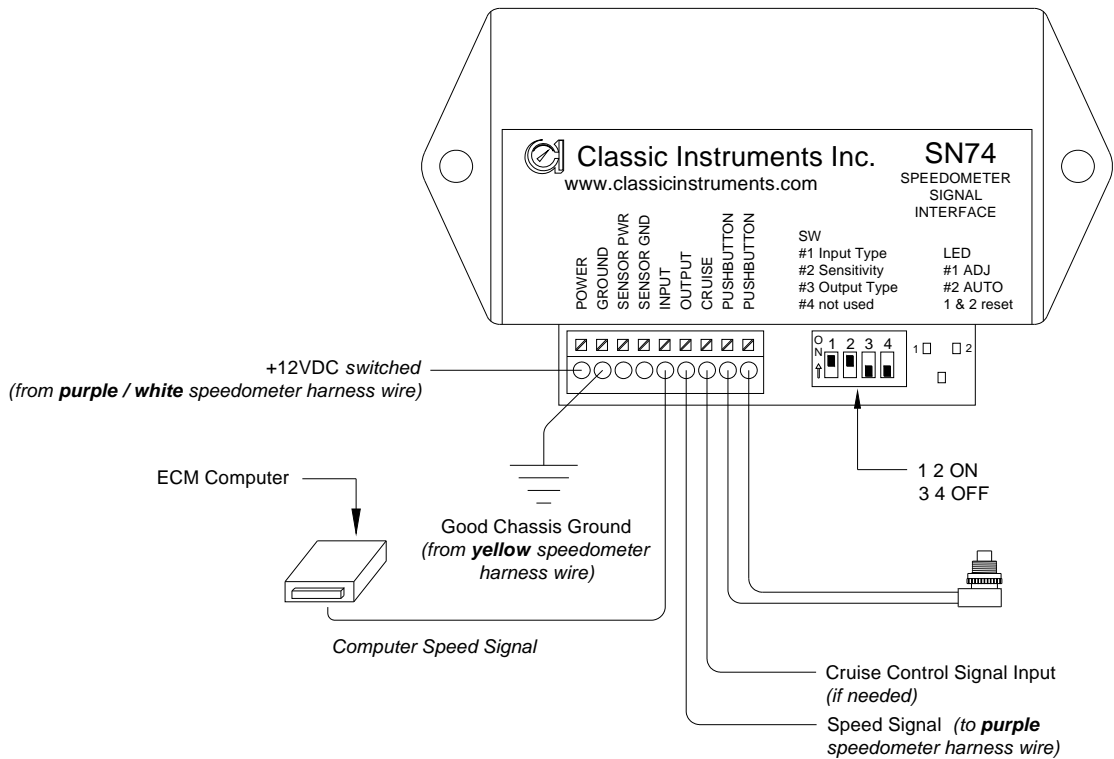 Classic Instruments Inc.
www.classicinstruments.com
SN74
SPEEDOMETER
SIGNAL
INTERFACE
POWER
GROUND
SENSOR PWR
SENSOR GND
INPUT
OUTPUT
CRUISE
PUSHBUTTON
PUSHBUTTON
SW
#1 Input Type
#2 Sensitivity
#3 Output Type
#4 not used
LED
#1 ADJ
#2 AUTO
1 & 2 reset
ON
1 2 3 4
1 2
+12VDC switched
(from purple / white speedometer harness wire)
ECM Computer
1 2 ON
3 4 OFF
Good Chassis Ground
(from yellow speedometer
harness wire)
Computer Speed Signal
Cruise Control Signal Input
(if needed)
Speed Signal (to purple
speedometer harness wire)